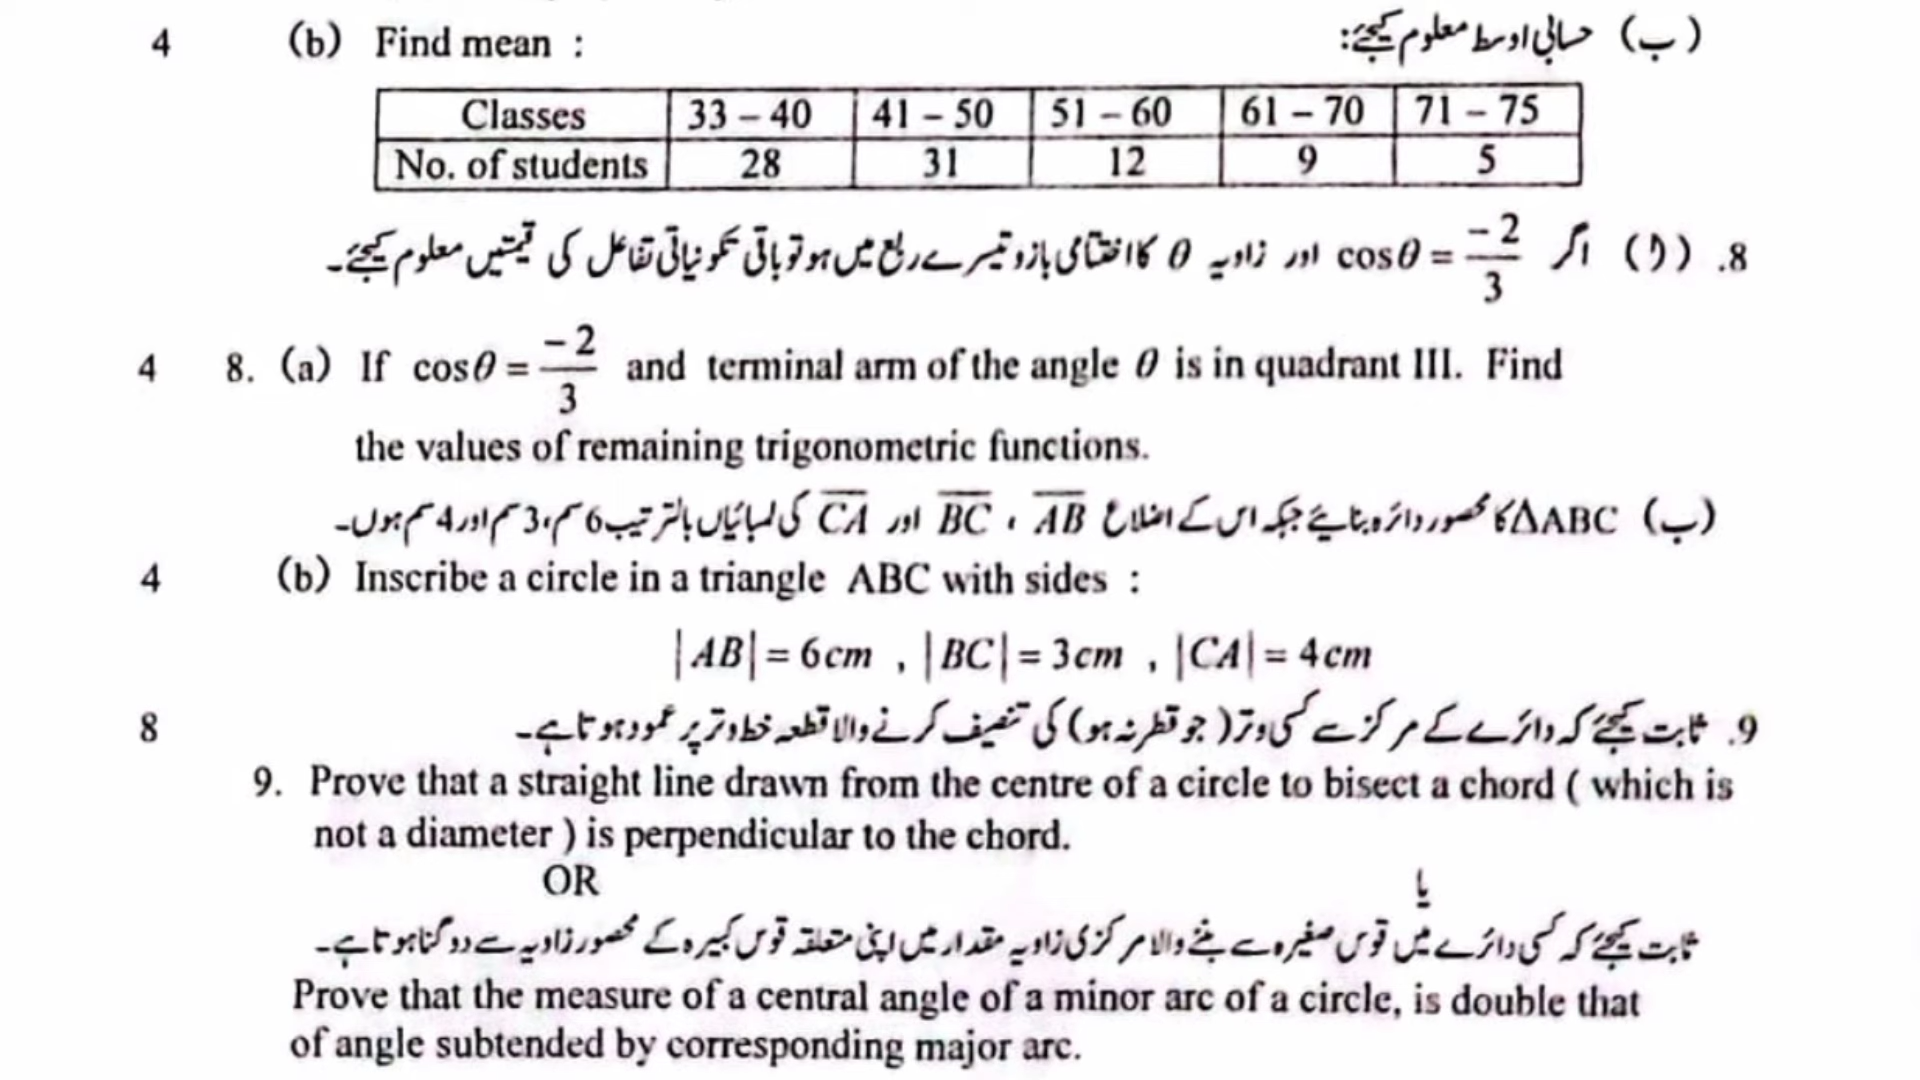 4 (b) Find mean : (ب) حسابی اوسط معلوم کیجئے:
Classes 33 – 40 41 – 50 51 – 60 61 – 70 71 – 75
No. of students 28 31 12 9 5
8. (ا) اگر cosθ = -2/3 اور زاویہ θ کا اختتامی بازو تیسرے ربع میں ہو تو باقی تکونیاتی تفاعل کی قیمتیں معلوم کیجئے۔
4 8. (a) If cosθ = -2/3 and terminal arm of the angle θ is in quadrant III. Find
the values of remaining trigonometric functions.
(ب) ΔABC کا محصور دائرہ بنایئے جبکہ اس کے اضلاع AB ، BC اور CA کی لمبائیاں بالترتیب 6 سم، 3 سم اور 4 سم ہوں۔
4 (b) Inscribe a circle in a triangle ABC with sides :
|AB| = 6cm , |BC| = 3cm , |CA| = 4cm
8 9. ثابت کیجئے کہ دائرے کے مرکز سے کسی وتر (جو قطر نہ ہو) کی تنصیف کرنے والا قطعہ خط وتر پر عمود ہوتا ہے۔
9. Prove that a straight line drawn from the centre of a circle to bisect a chord ( which is
not a diameter ) is perpendicular to the chord.
OR یا
ثابت کیجئے کہ کسی دائرے میں قوس صغیرہ سے بننے والا مرکزی زاویہ مقدار میں اپنی متعلقہ قوس کبیرہ کے محصور زاویہ سے دو گنا ہوتا ہے۔
Prove that the measure of a central angle of a minor arc of a circle, is double that
of angle subtended by corresponding major arc.